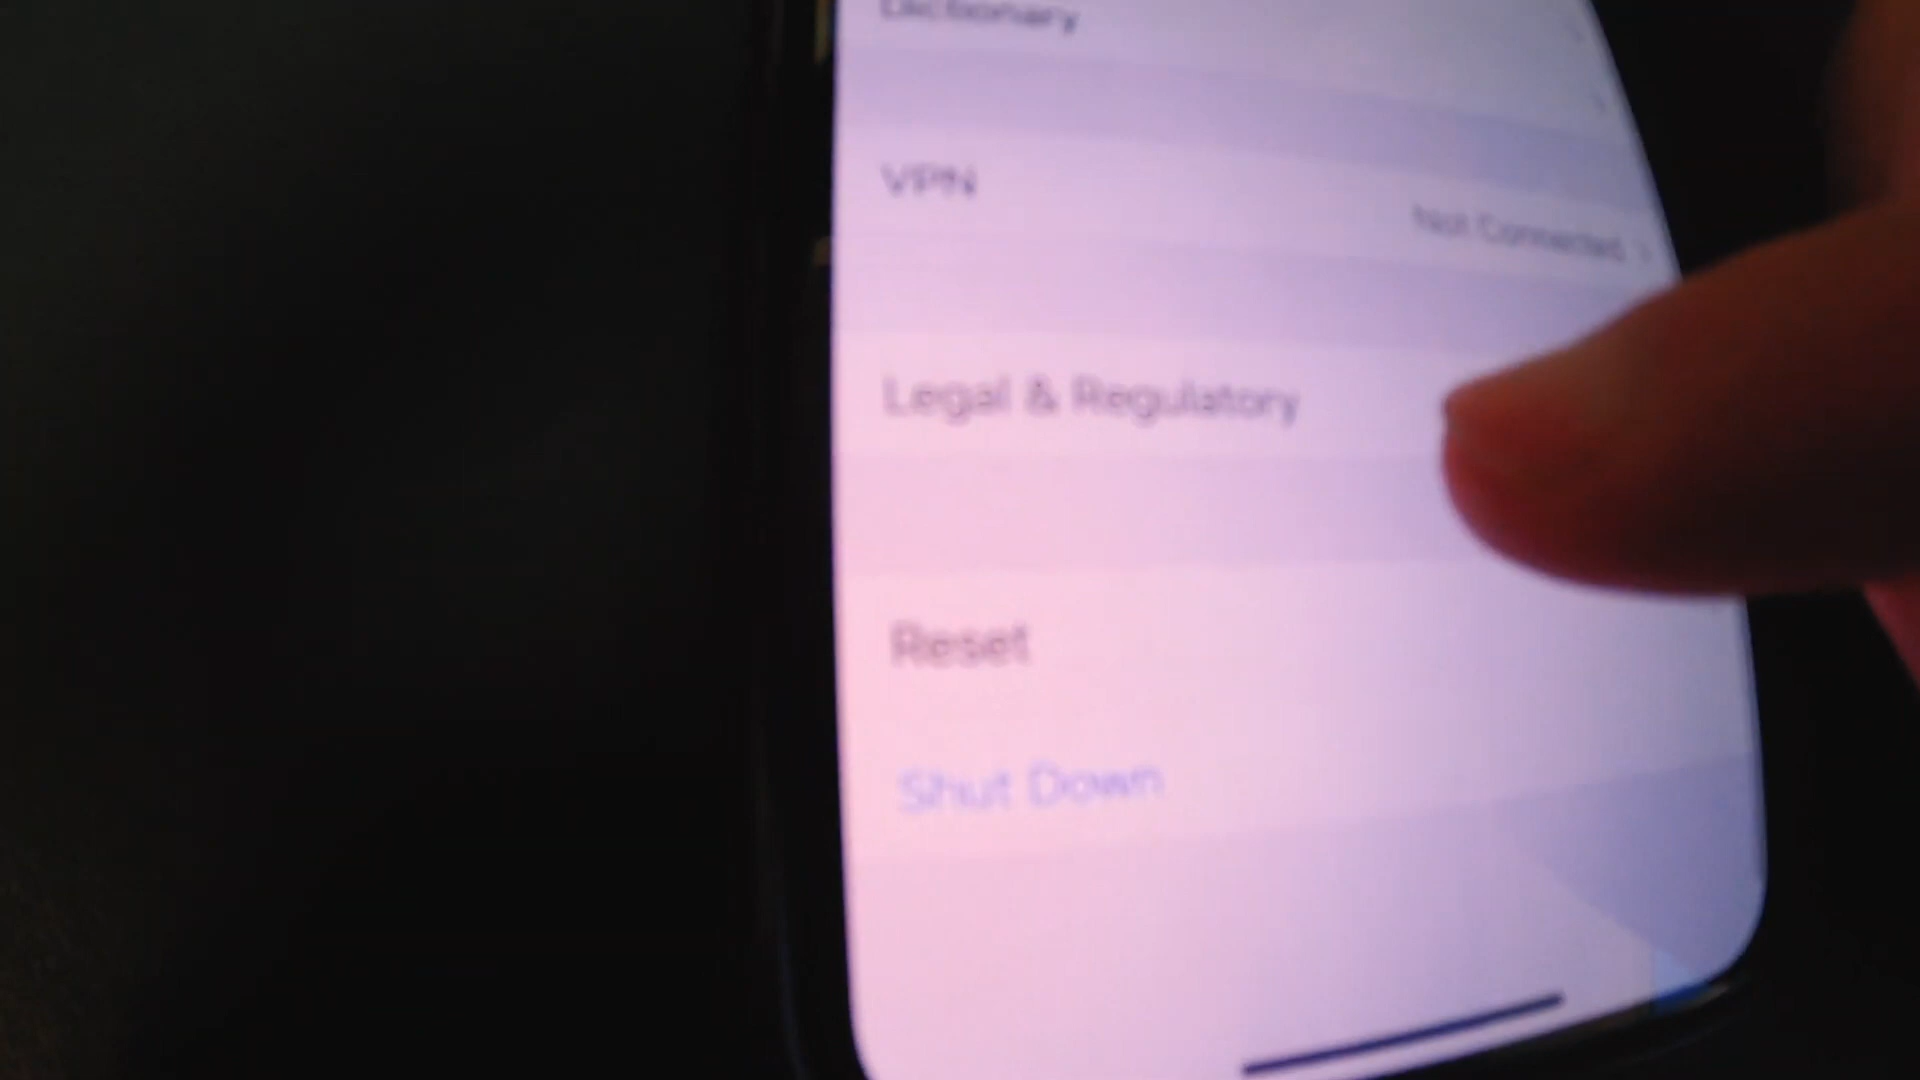 Dictionary
VPN
Not Connected
Legal & Regulatory
Reset
Shut Down